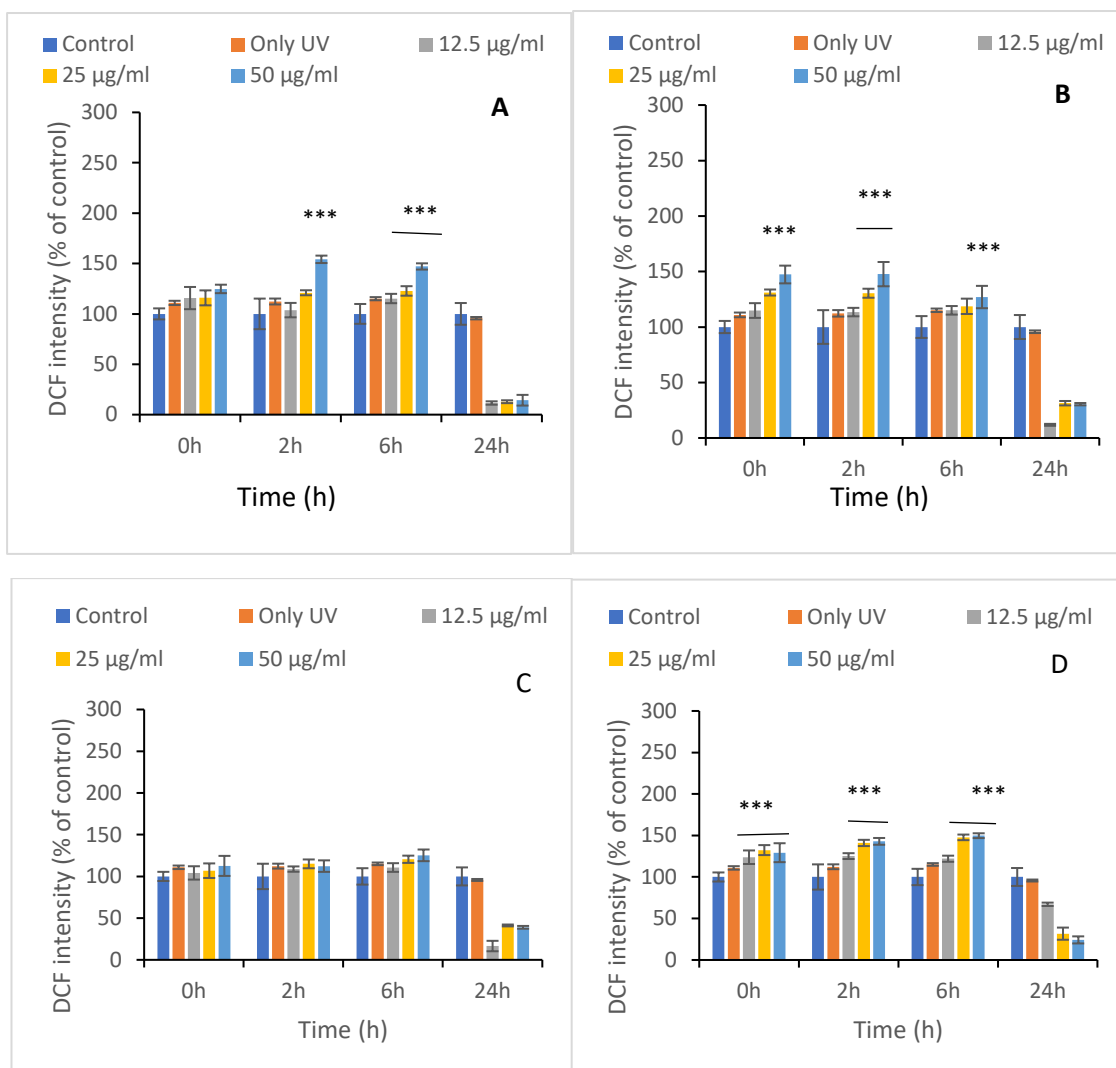 Control Only UV 12.5 µg/ml
25 µg/ml 50 µg/ml
A
DCF intensity (% of control)
300
250
200
150
100
50
0
***
***
0h 2h 6h 24h
Time (h)
Control Only UV 12.5 µg/ml
25 µg/ml 50 µg/ml
B
DCF intensity (% of control)
300
250
200
150
100
50
0
***
***
***
0h 2h 6h 24h
Time (h)
Control Only UV 12.5 µg/ml
25 µg/ml 50 µg/ml
C
DCF intensity (% of control)
300
250
200
150
100
50
0
0h 2h 6h 24h
Time (h)
Control Only UV 12.5 µg/ml
25 µg/ml 50 µg/ml
D
DCF intensity (% of control)
300
250
200
150
100
50
0
***
***
***
0h 2h 6h 24h
Time (h)